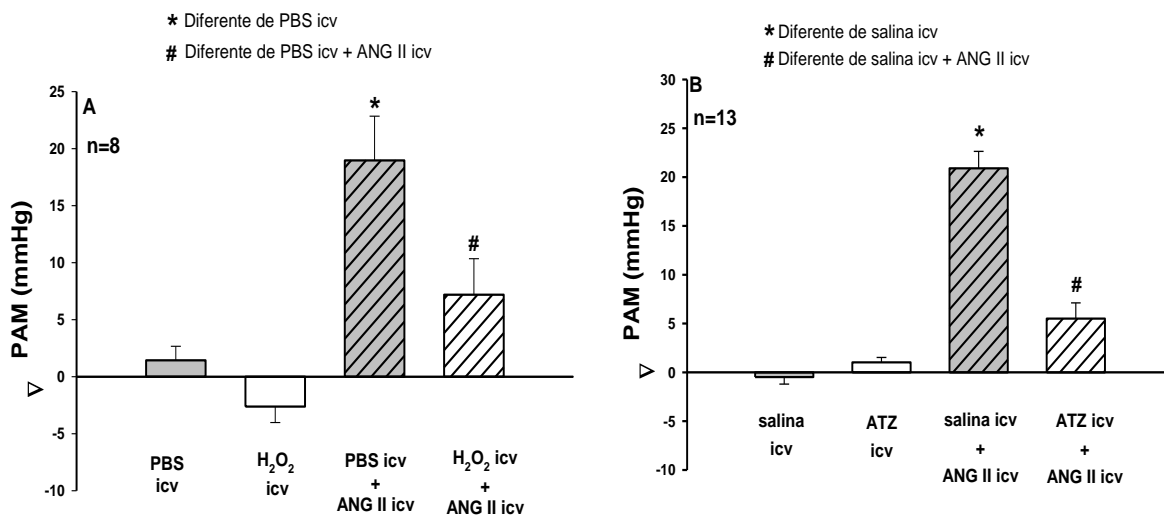 * Diferente de PBS icv
# Diferente de PBS icv + ANG II icv
A
n=8
25
20
15
10
5
0
-5
-10
∆ PAM (mmHg)
*
#
PBS icv
H₂O₂ icv
PBS icv + ANG II icv
H₂O₂ icv + ANG II icv
* Diferente de salina icv
# Diferente de salina icv + ANG II icv
B
n=13
30
25
20
15
10
5
0
-5
-10
∆ PAM (mmHg)
*
#
salina icv
ATZ icv
salina icv + ANG II icv
ATZ icv + ANG II icv